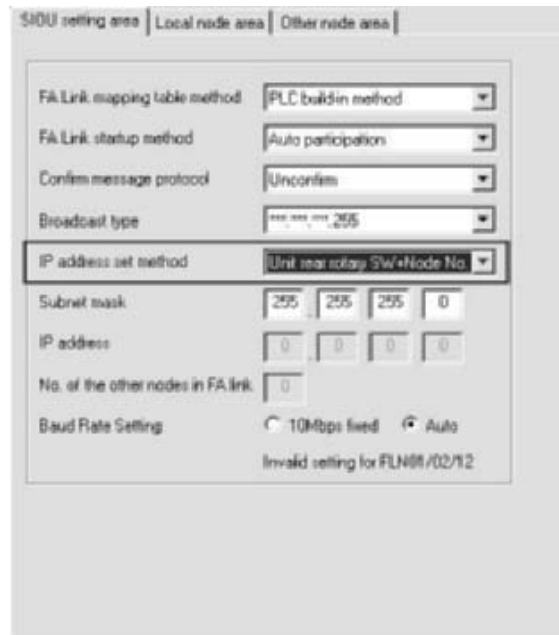 SIOU setting area Local node area Other node area
FA Link mapping table method PLC build-in method
FA Link startup method Auto participation
Confirm message protocol Unconfirm
Broadcast type ***.***.***.255
IP address set method Unit rear rotary SW+Node No.
Subnet mask 255 . 255 . 255 . 0
IP address 0 . 0 . 0 . 0
No. of the other nodes in FA link 0
Baud Rate Setting 10Mbps fixed Auto
Invalid setting for FLN01/02/12